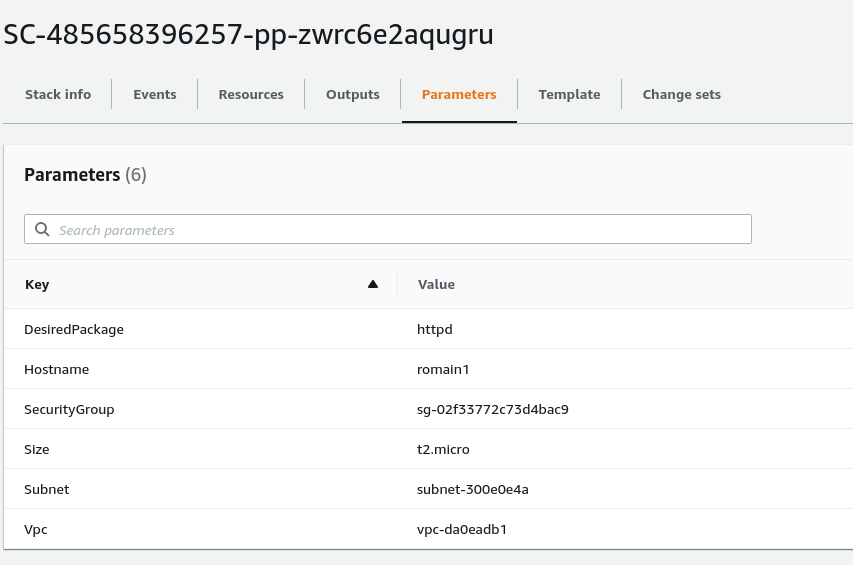 SC-485658396257-pp-zwrc6e2aqugru
Stack info Events Resources Outputs Parameters Template Change sets
Parameters (6)
Search parameters
Key Value
DesiredPackage httpd
Hostname romain1
SecurityGroup sg-02f33772c73d4bac9
Size t2.micro
Subnet subnet-300e0e4a
Vpc vpc-da0eadb1